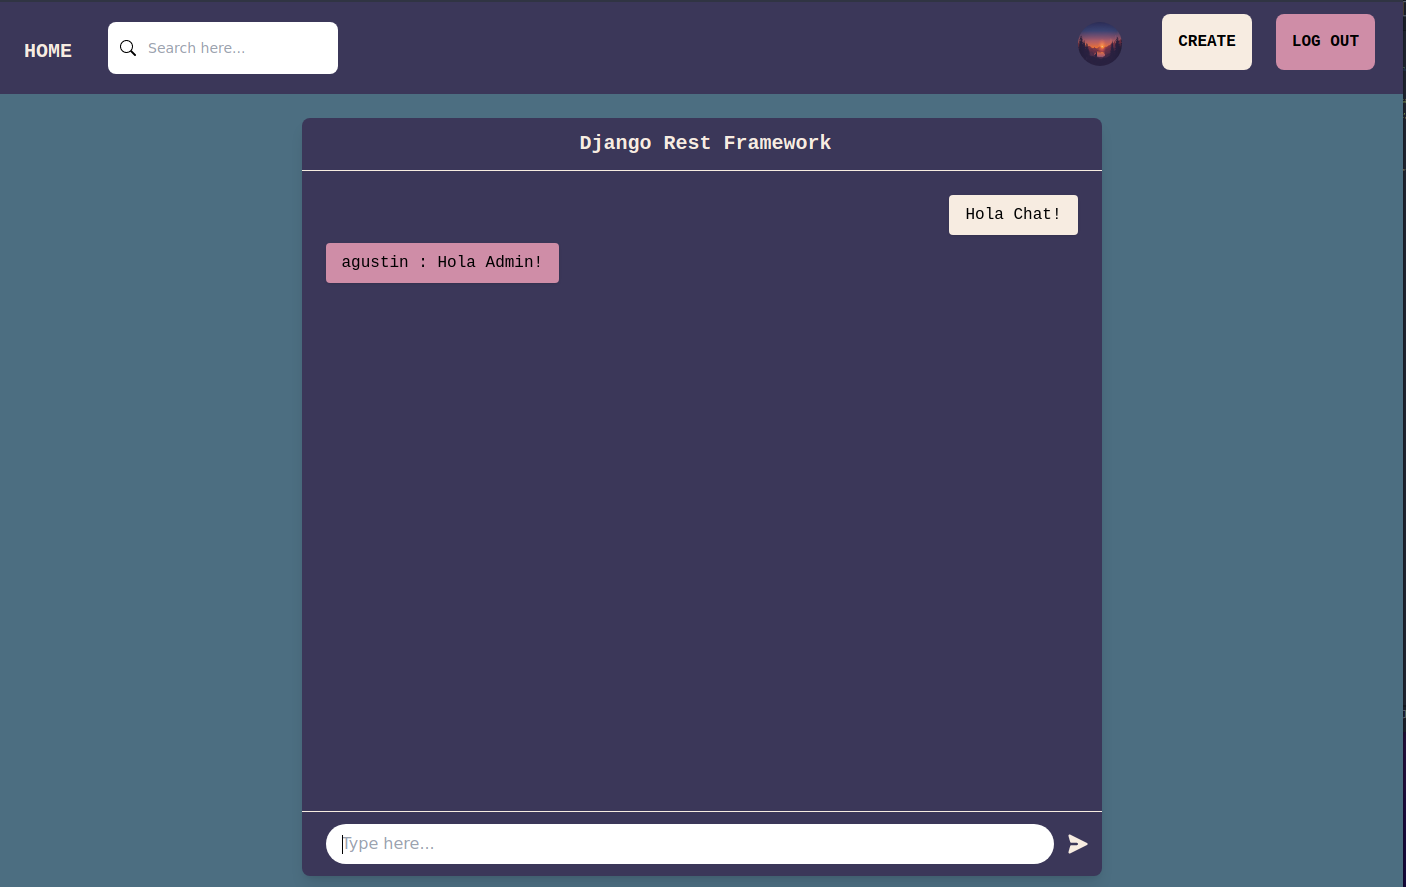 HOME
Search here...
CREATE
LOG OUT
Django Rest Framework
Hola Chat!
agustin : Hola Admin!
Type here...